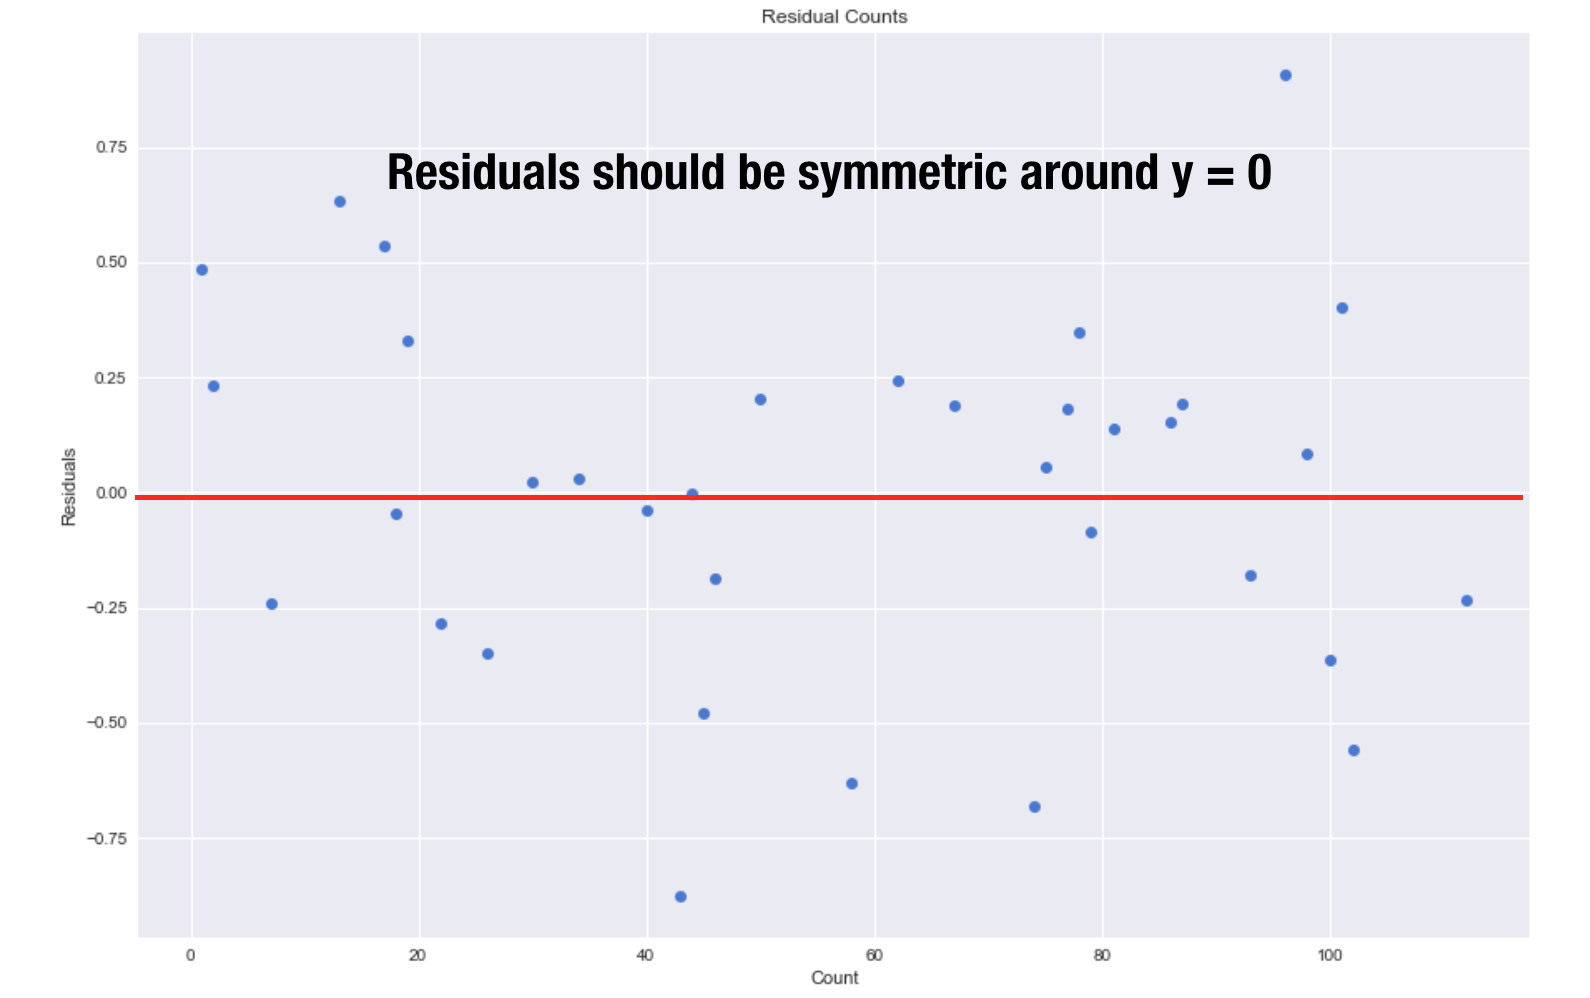 Residual Counts
Residuals should be symmetric around y = 0
0.75
0.50
0.25
0.00
−0.25
−0.50
−0.75
Residuals
0 20 40 60 80 100
Count